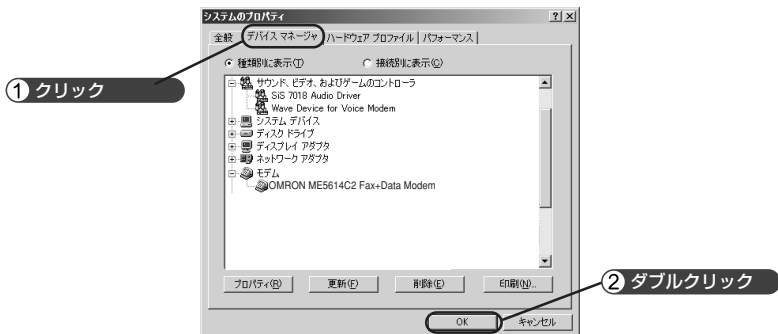 システムのプロパティ
? ×
全般 デバイス マネージャ ハードウェア プロファイル パフォーマンス
種類別に表示(T) 接続別に表示(C)
① クリック
サウンド、ビデオ、およびゲームのコントローラ
SiS 7018 Audio Driver
Wave Device for Voice Modem
システム デバイス
ディスク ドライブ
ディスプレイ アダプタ
ネットワーク アダプタ
モデム
OMRON ME5614C2 Fax+Data Modem
プロパティ(R) 更新(F) 削除(E) 印刷(N)...
② ダブルクリック
OK キャンセル